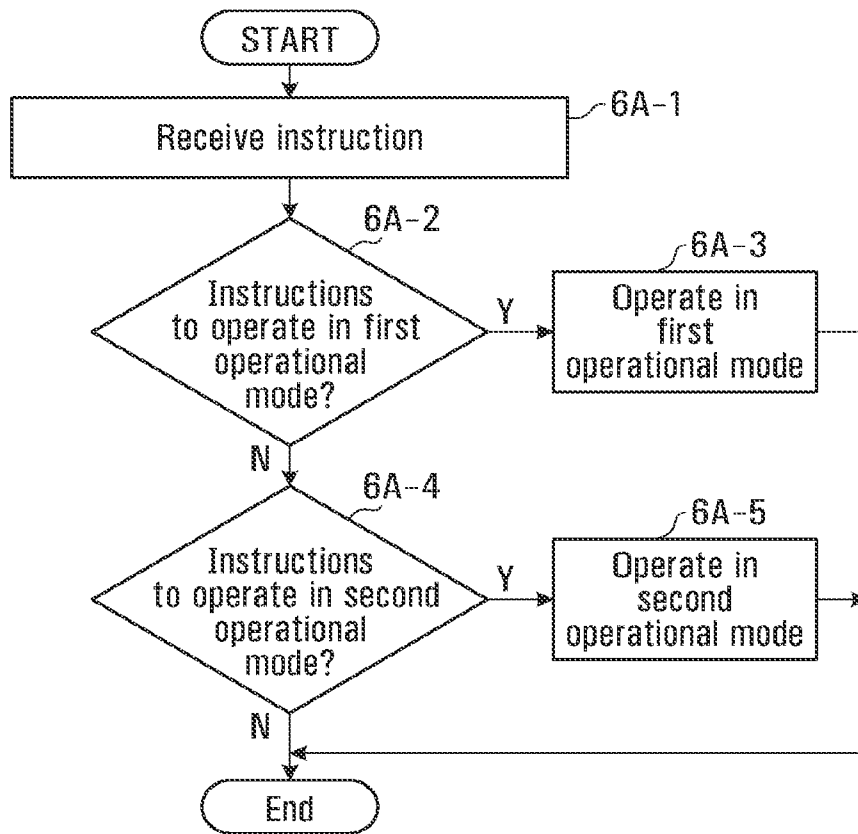 START
6A-1
Receive instruction
6A-2
Instructions
to operate in first
operational
mode?
Y
6A-3
Operate in
first
operational mode
N
6A-4
Instructions
to operate in second
operational
mode?
Y
6A-5
Operate in
second
operational mode
N
End